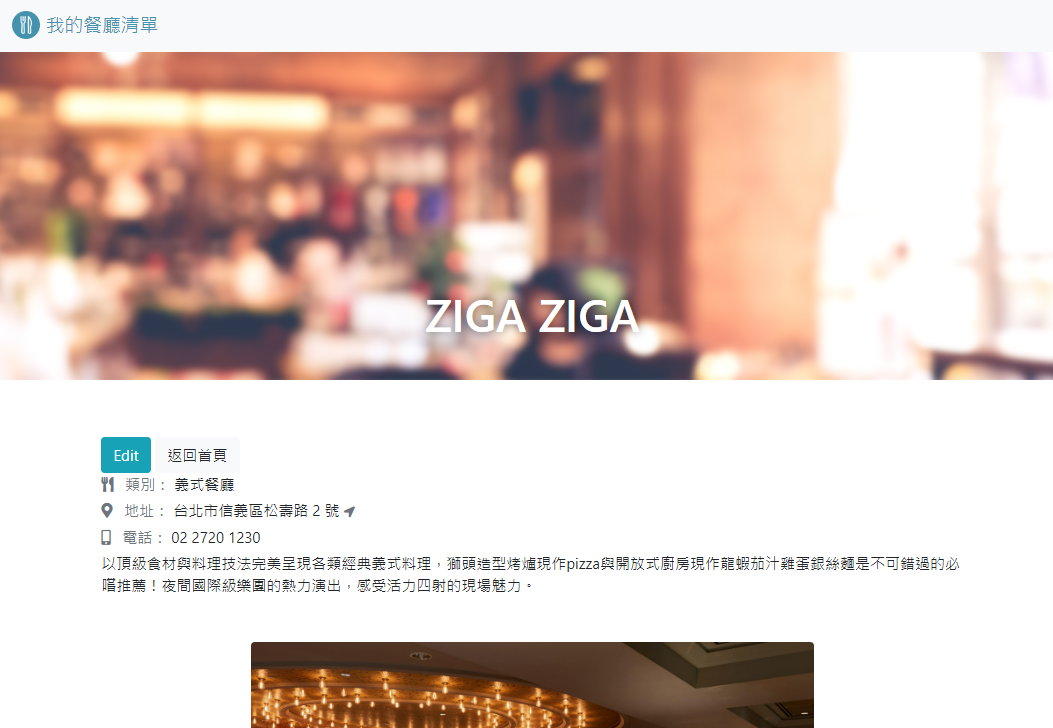 我的餐廳清單
ZIGA ZIGA
Edit 返回首頁
類別： 義式餐廳
地址： 台北市信義區松壽路 2 號
電話： 02 2720 1230
以頂級食材與料理技法完美呈現各類經典義式料理，獅頭造型烤爐現作pizza與開放式廚房現作龍蝦茄汁雞蛋銀絲麵是不可錯過的必
嚐推薦！夜間國際級樂團的熱力演出，感受活力四射的現場魅力。